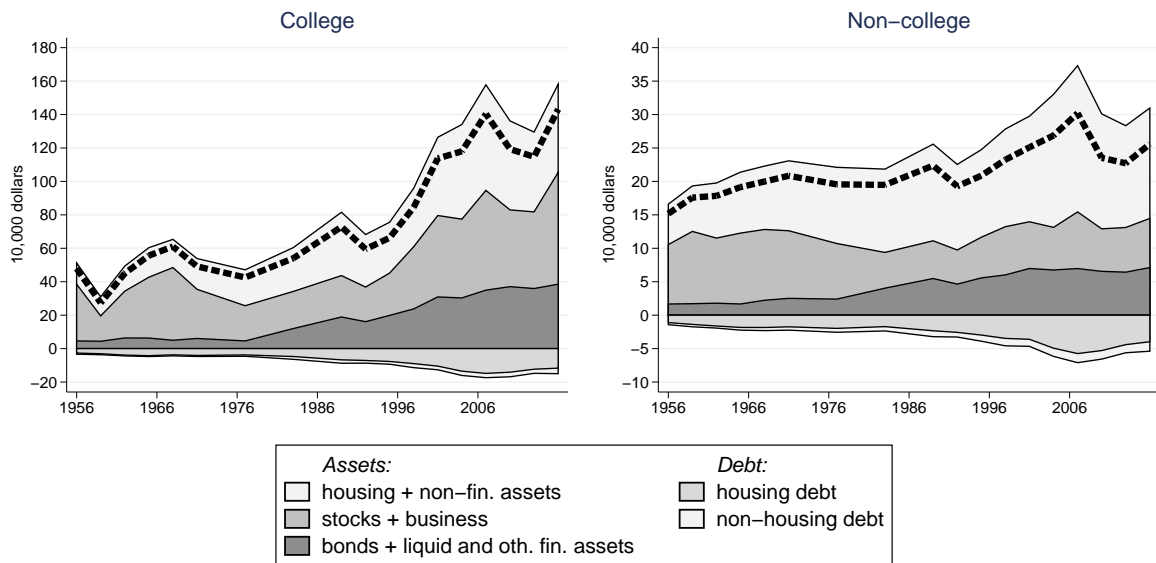 College
180
160
140
120
100
80
60
40
20
0
−20
10,000 dollars
1956 1966 1976 1986 1996 2006
Non−college
40
35
30
25
20
15
10
5
0
−5
−10
10,000 dollars
1956 1966 1976 1986 1996 2006
Assets: Debt:
housing + non−fin. assets housing debt
stocks + business non−housing debt
bonds + liquid and oth. fin. assets